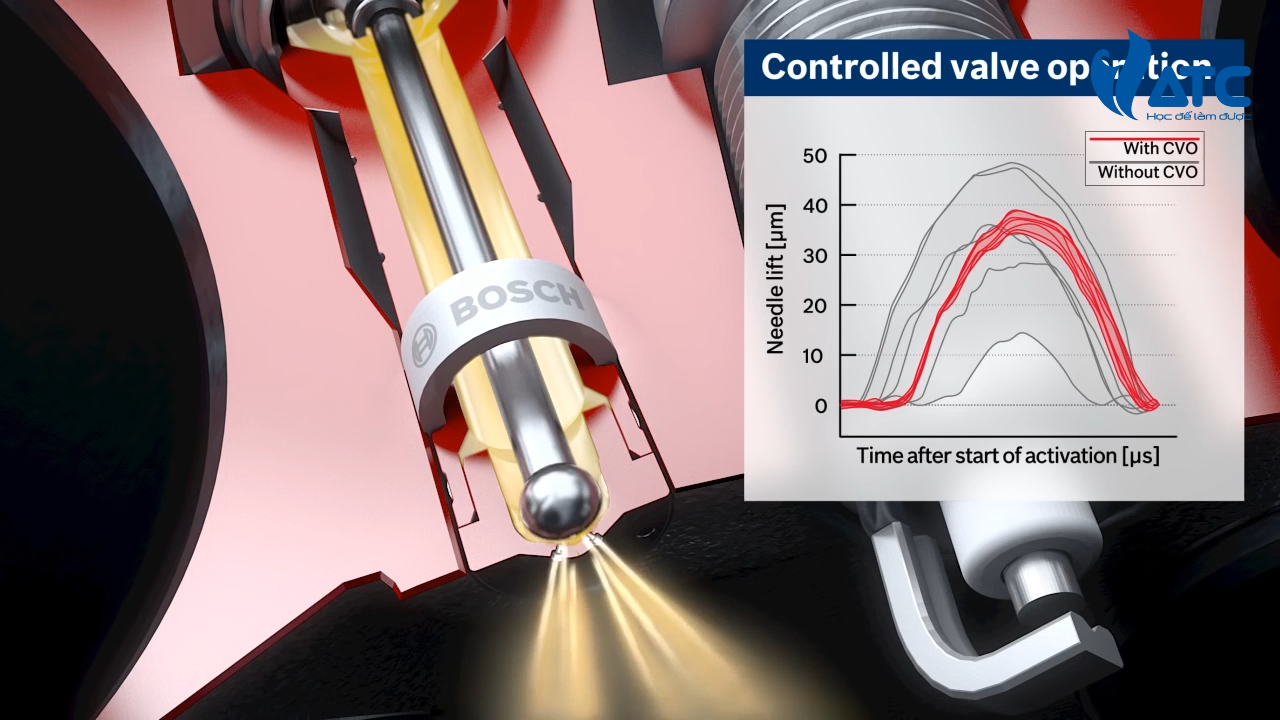 Controlled valve operation
ATC
Học để làm được
With CVO
Without CVO
50
40
30
20
10
0
Needle lift [µm]
Time after start of activation [µs]
BOSCH